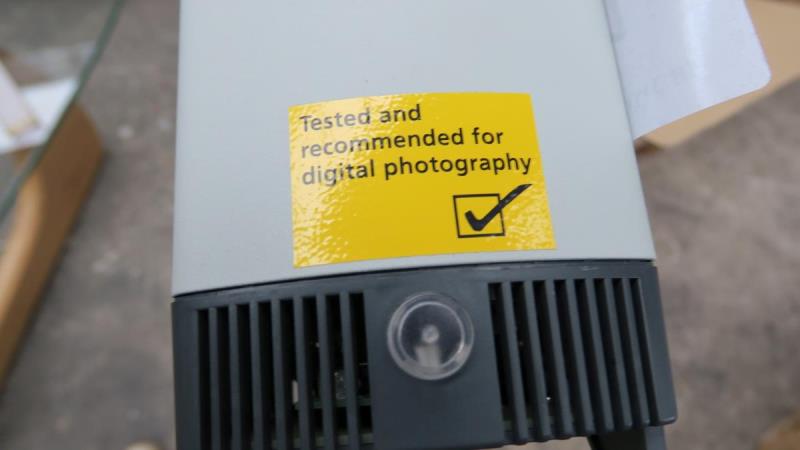 Tested and
recommended for
digital photography